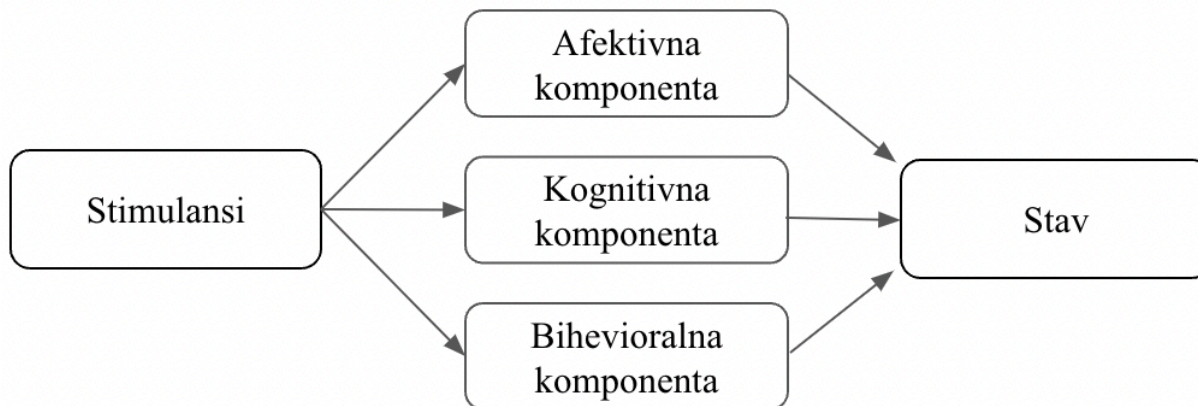 Afektivna
komponenta
Stimulansi
Kognitivna
komponenta
Stav
Bihevioralna
komponenta